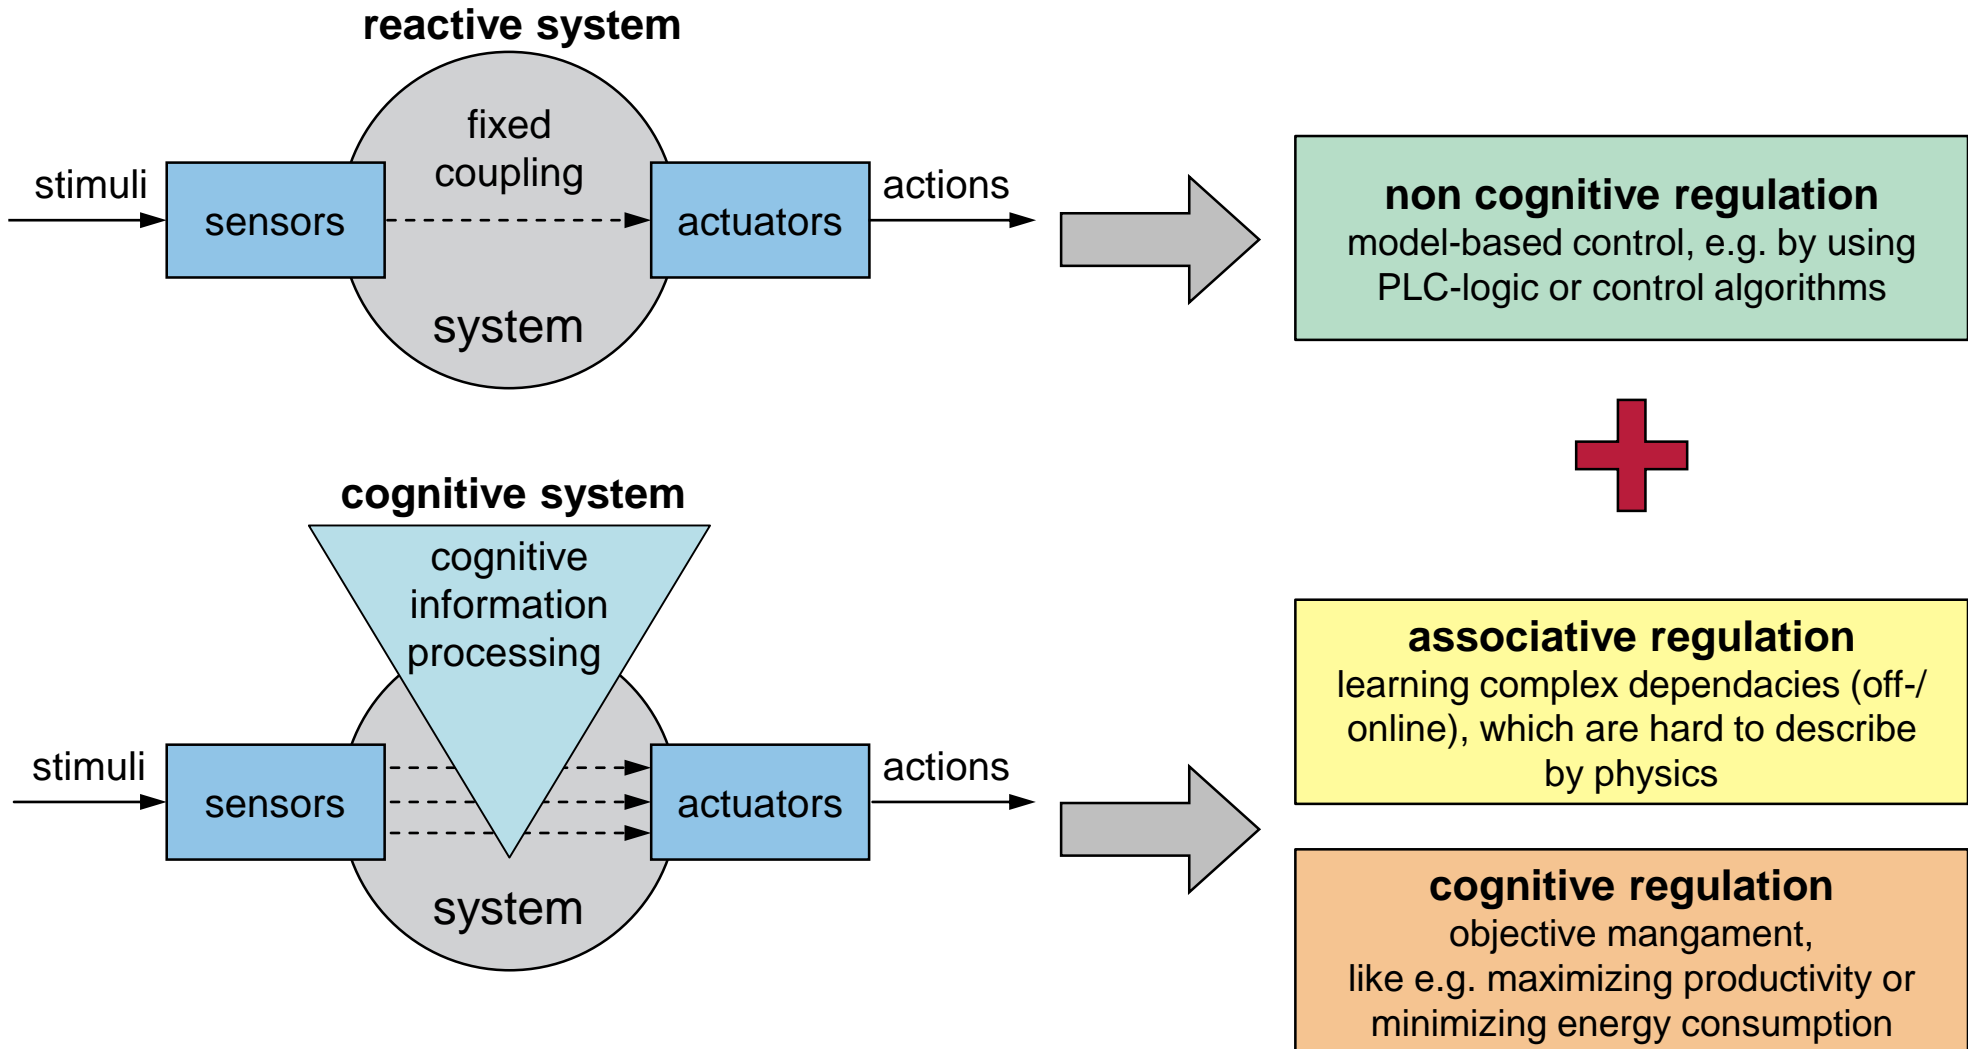 reactive system
fixed
coupling
stimuli
sensors
actuators
actions
system
non cognitive regulation
model-based control, e.g. by using
PLC-logic or control algorithms
cognitive system
cognitive
information
processing
stimuli
sensors
actuators
actions
system
associative regulation
learning complex dependacies (off-/
online), which are hard to describe
by physics
cognitive regulation
objective mangament,
like e.g. maximizing productivity or
minimizing energy consumption